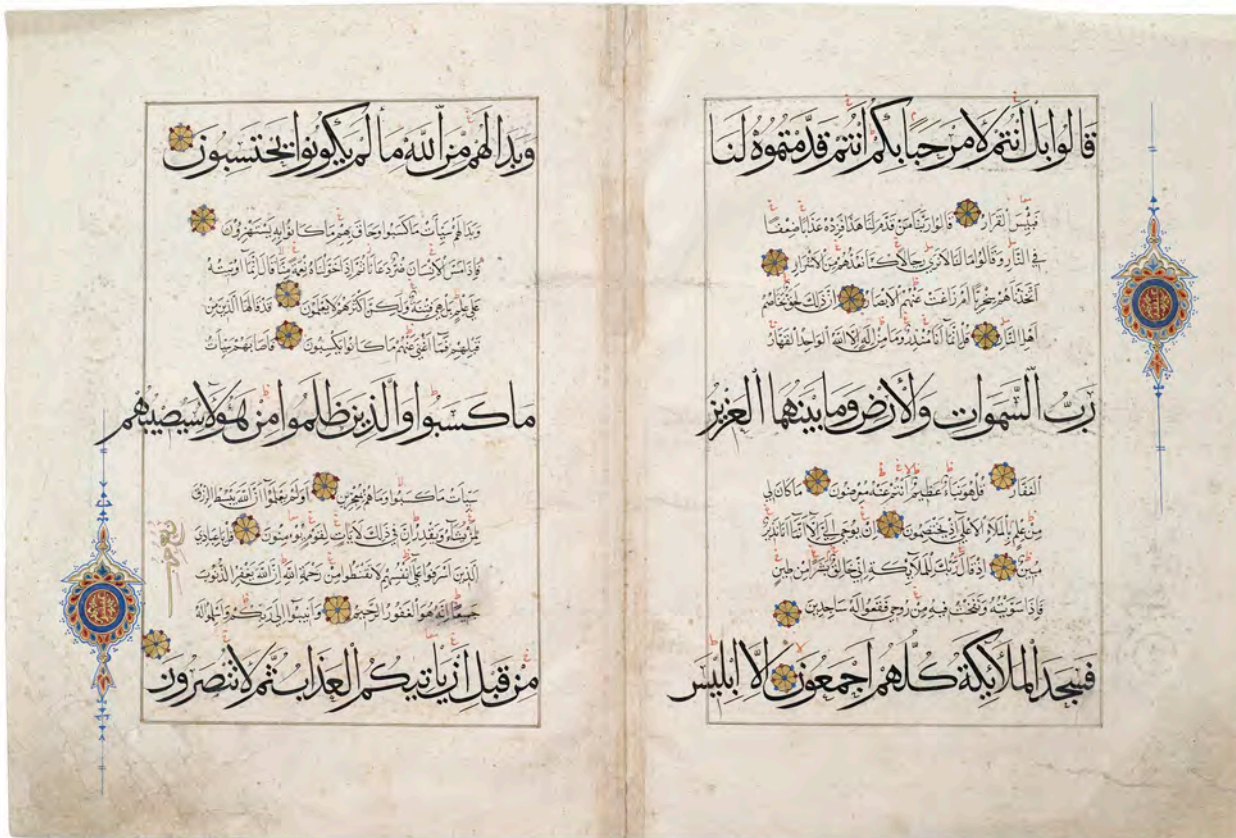 قالوا بل أنتم لا مرحبا بكم أنتم قدمتموه لنا
فبئس القرار قالوا ربنا من قدم لنا هذا فزده عذابا ضعفا
في النار وقالوا ما لنا لا نرى رجالا كنا نعدهم من الأشرار
اتخذناهم سخريا أم زاغت عنهم الأبصار إن ذلك لحق تخاصم
أهل النار قل إنما أنا منذر وما من إله إلا الله الواحد القهار
رب السموات والأرض وما بينهما العزيز
الغفار قل هو نبأ عظيم أنتم عنه معرضون ما كان لي
من علم بالملاء الأعلى إذ يختصمون إن يوحى إلي إلا أنما أنا نذير
مبين إذ قال ربك للملايكة إني خالق بشرا من طين
فإذا سويته ونفخت فيه من روحي فقعوا له ساجدين
فسجد الملايكة كلهم أجمعون إلا ابليس
وبدا لهم من الله ما لم يكونوا يحتسبون
وبدا لهم سيئات ما كسبوا وحاق بهم ما كانوا به يستهزؤن
فإذا مس الإنسان ضر دعانا ثم إذا خولناه نعمة منا قال إنما أوتيته
على علم بل هي فتنة ولكن أكثرهم لا يعلمون قد قالها الذين من
قبلهم فما أغنى عنهم ما كانوا يكسبون فأصابهم سيئات
ما كسبوا والذين ظلموا من هؤلاء سيصيبهم
سيئات ما كسبوا وما هم بمعجزين أولم يعلموا أن الله يبسط الرزق
لمن يشاء ويقدر إن في ذلك لآيات لقوم يؤمنون قل يا عبادي
الذين أسرفوا على أنفسهم لا تقنطوا من رحمة الله إن الله يغفر الذنوب
جميعا إنه هو الغفور الرحيم وأنيبوا إلى ربكم وأسلموا له
من قبل أن ياتيكم العذاب ثم لا تنصرون